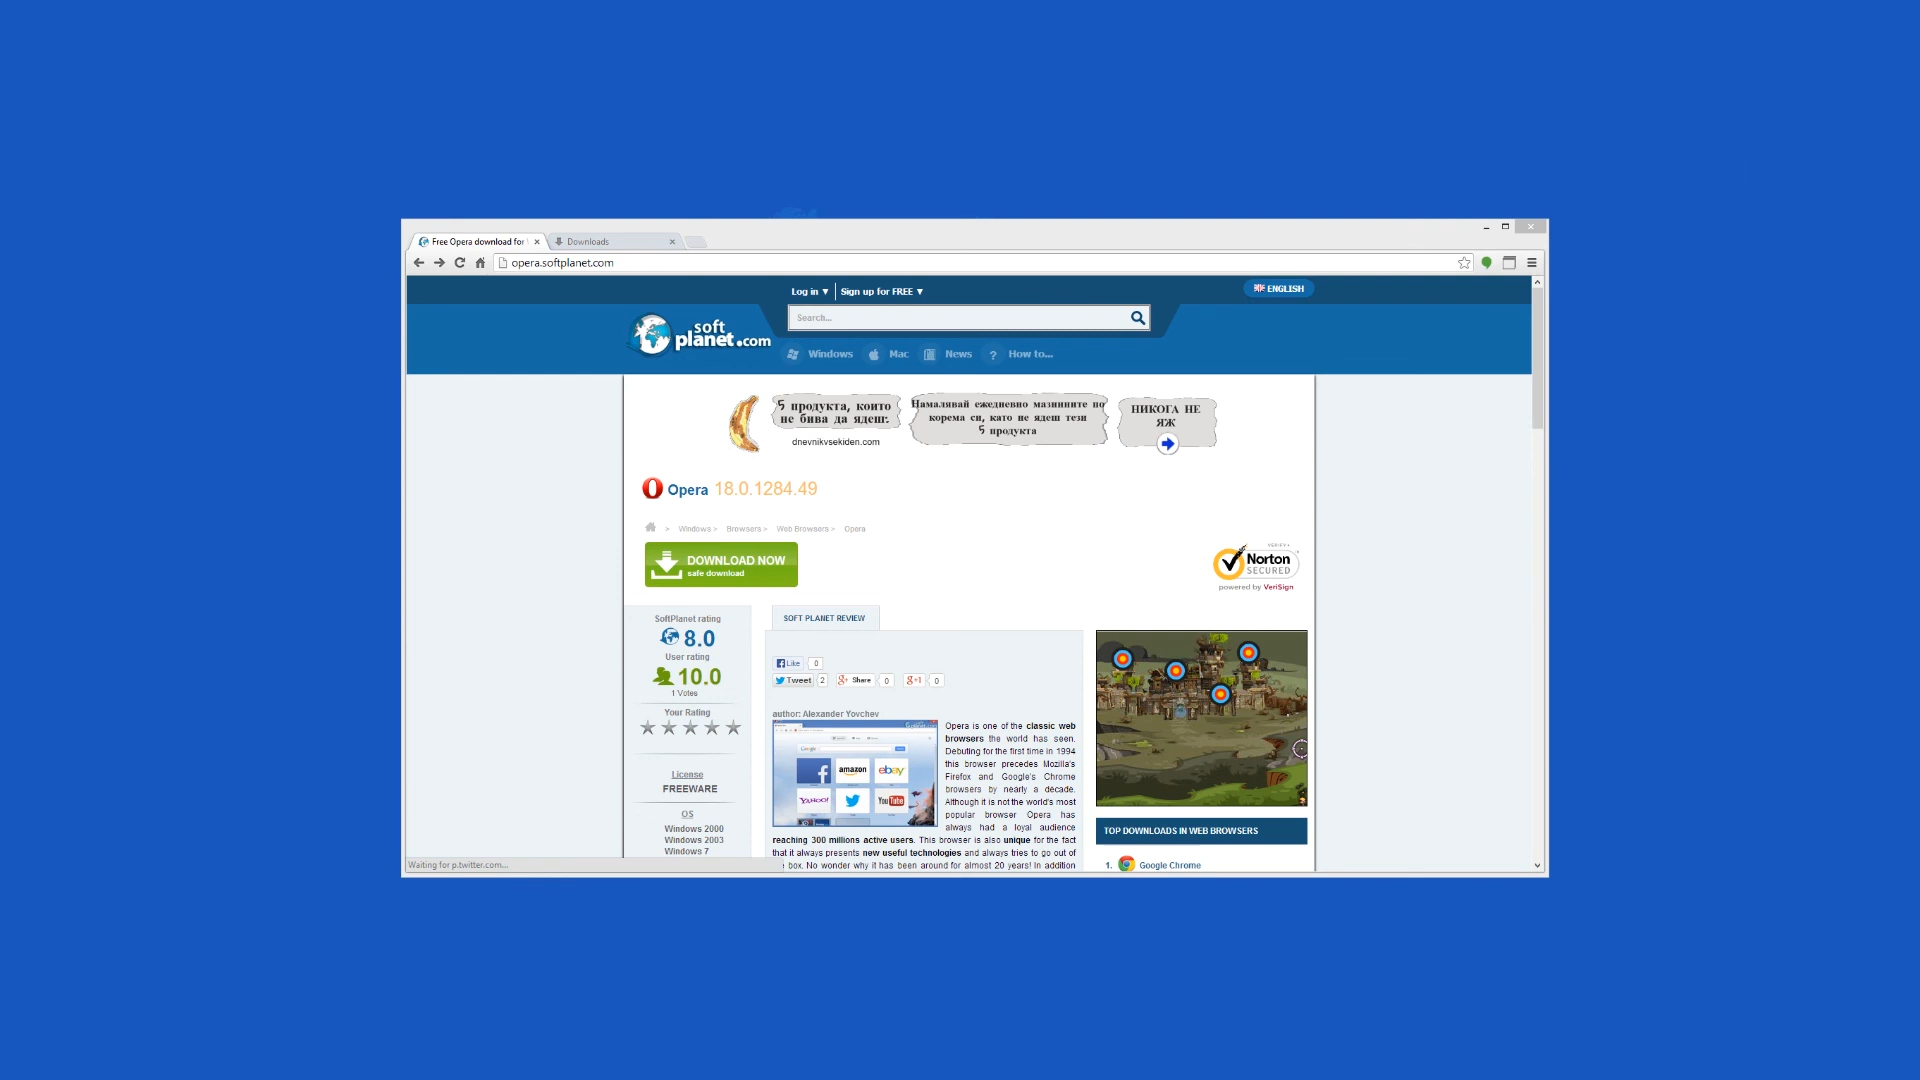 Free Opera download for
Downloads
opera.softplanet.com
Log in ▼ Sign up for FREE ▼
ENGLISH
soft
planet.com
Search...
Windows Mac News ? How to...
5 продукта, които
не бива да ядеш:
dnevnikvsekiden.com
Намалявай ежедневно мазнините по
корема си, като не ядеш тези
5 продукта
НИКОГА НЕ
ЯЖ
Opera 18.0.1284.49
> Windows > Browsers > Web Browsers > Opera
DOWNLOAD NOW
safe download
Norton
SECURED
powered by VeriSign
SoftPlanet rating
8.0
User rating
10.0
1 Votes
Your Rating
License
FREEWARE
OS
Windows 2000
Windows 2003
Windows 7
SOFT PLANET REVIEW
Like 0
Tweet 2 Share 0 +1 0
author: Alexander Yovchev
Google
amazon
ebay
YAHOO!
YouTube
Opera is one of the classic web
browsers the world has seen.
Debuting for the first time in 1994
this browser precedes Mozilla's
Firefox and Google's Chrome
browsers by nearly a decade.
Although it is not the world's most
popular browser Opera has
always had a loyal audience
reaching 300 millions active users. This browser is also unique for the fact
that it always presents new useful technologies and always tries to go out of
box. No wonder why it has been around for almost 20 years! In addition
TOP DOWNLOADS IN WEB BROWSERS
1. Google Chrome
Waiting for p.twitter.com...